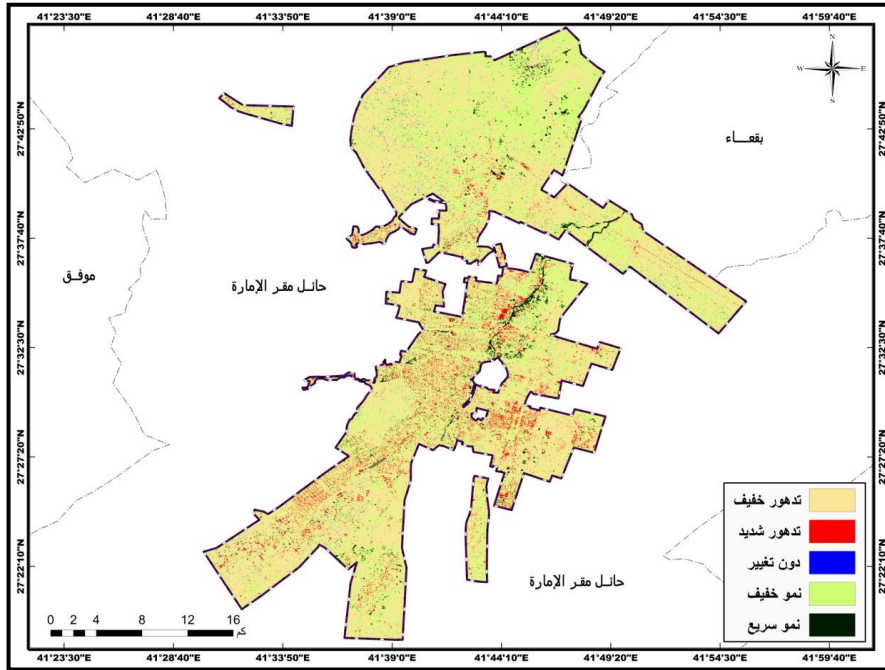 41°23'30"E 41°28'40"E 41°33'50"E 41°39'0"E 41°44'10"E 41°49'20"E 41°54'30"E 41°59'40"E
N
W E
S
27°42'50"N 27°42'50"N
بقعـــاء
27°37'40"N 27°37'40"N
موفـق
حائـل مقـر الإمارة
27°32'30"N 27°32'30"N
27°27'20"N 27°27'20"N
27°22'10"N 27°22'10"N
حائـل مقـر الإمارة
تدهور خفيف
تدهور شديد
دون تغيير
نمو خفيف
نمو سريع
0 2 4 8 12 16
كم
41°23'30"E 41°28'40"E 41°33'50"E 41°39'0"E 41°44'10"E 41°49'20"E 41°54'30"E 41°59'40"E